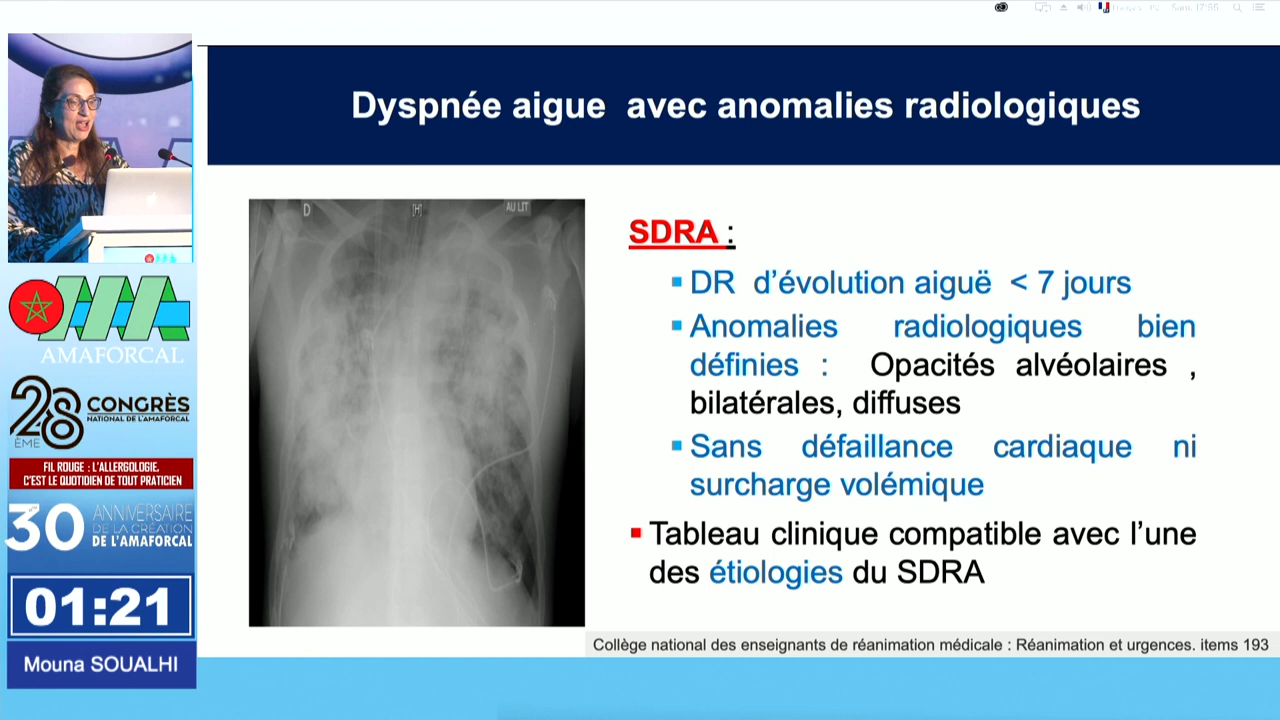 Sam. 17:55
Dyspnée aigue avec anomalies radiologiques
D
[H]
AU LIT
SDRA :
DR d'évolution aiguë < 7 jours
Anomalies radiologiques bien
définies : Opacités alvéolaires ,
bilatérales, diffuses
Sans défaillance cardiaque ni
surcharge volémique
Tableau clinique compatible avec l'une
des étiologies du SDRA
Collège national des enseignants de réanimation médicale : Réanimation et urgences. items 193
AMAFORCAL
28
ÈME
CONGRÈS
NATIONAL DE L'AMAFORCAL
FIL ROUGE : L'ALLERGOLOGIE,
C'EST LE QUOTIDIEN DE TOUT PRATICIEN
30
ANNIVERSAIRE
DE LA CRÉATION
DE L'AMAFORCAL
01:21
Mouna SOUALHI